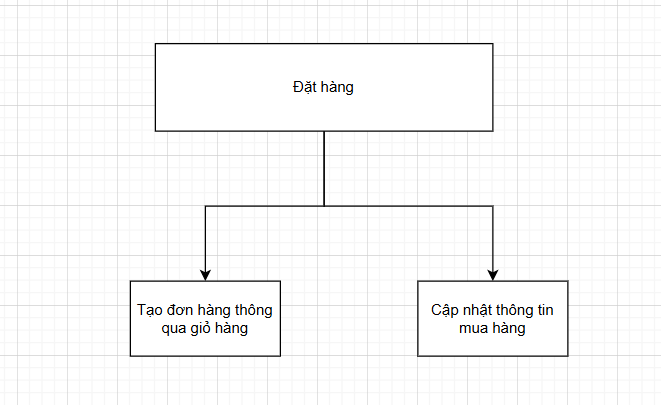 Đặt hàng
Tạo đơn hàng thông
qua giỏ hàng
Cập nhật thông tin
mua hàng